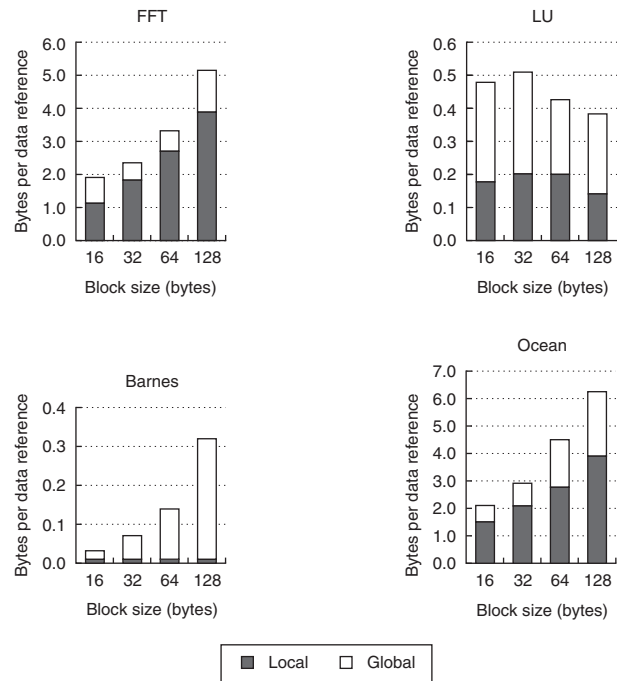 FFT
6.0
5.0
4.0
3.0
2.0
1.0
0.0
Bytes per data reference
16 32 64 128
Block size (bytes)
LU
0.6
0.5
0.4
0.3
0.2
0.1
0.0
Bytes per data reference
16 32 64 128
Block size (bytes)
Barnes
0.4
0.3
0.2
0.1
0.0
Bytes per data reference
16 32 64 128
Block size (bytes)
Ocean
7.0
6.0
5.0
4.0
3.0
2.0
1.0
0.0
Bytes per data reference
16 32 64 128
Block size (bytes)
Local Global